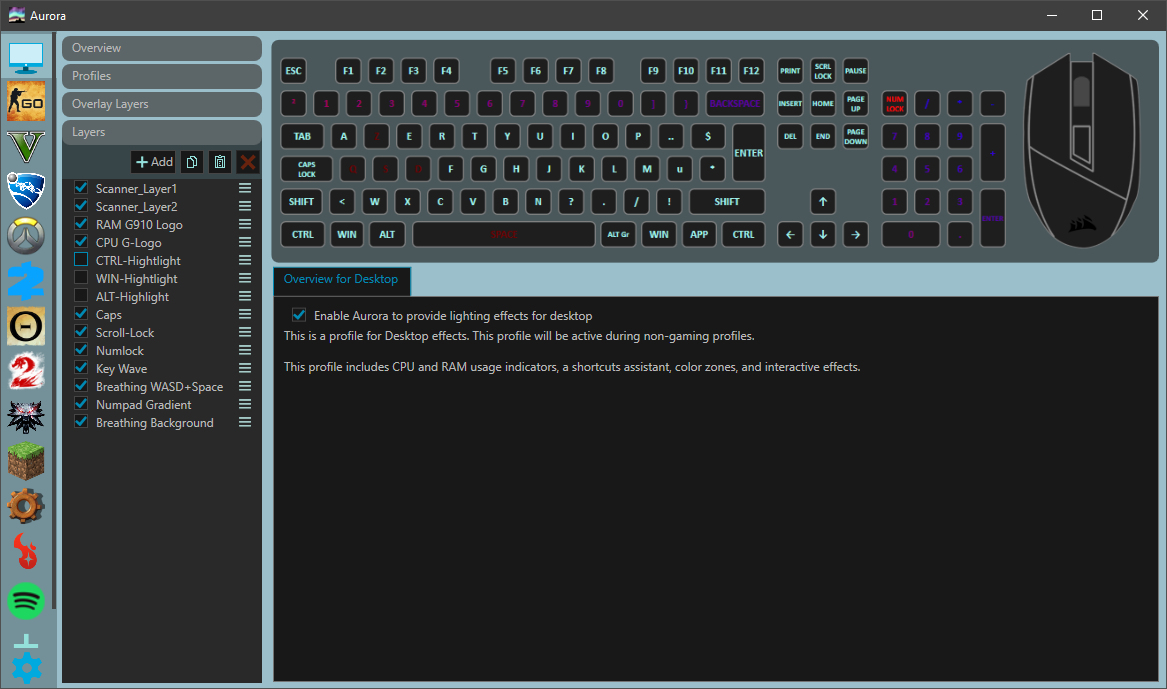 Aurora
Overview
Profiles
Overlay Layers
Layers
Add
Scanner_Layer1
Scanner_Layer2
RAM G910 Logo
CPU G-Logo
CTRL-Hightlight
WIN-Hightlight
ALT-Highlight
Caps
Scroll-Lock
Numlock
Key Wave
Breathing WASD+Space
Numpad Gradient
Breathing Background
GO
ESC F1 F2 F3 F4 F5 F6 F7 F8 F9 F10 F11 F12 PRINT SCRL LOCK PAUSE
1 2 3 4 5 6 7 8 9 0 BACKSPACE INSERT HOME PAGE UP NUM LOCK / * -
TAB A E R T Y U I O P .. $ ENTER DEL END PAGE DOWN 7 8 9 +
CAPS LOCK F G H J K L M u * 4 5 6
SHIFT < W X C V B N ? . / ! SHIFT ↑ 1 2 3 ENTER
CTRL WIN ALT SPACE ALT Gr WIN APP CTRL ← ↓ → 0 .
Overview for Desktop
Enable Aurora to provide lighting effects for desktop
This is a profile for Desktop effects. This profile will be active during non-gaming profiles.
This profile includes CPU and RAM usage indicators, a shortcuts assistant, color zones, and interactive effects.